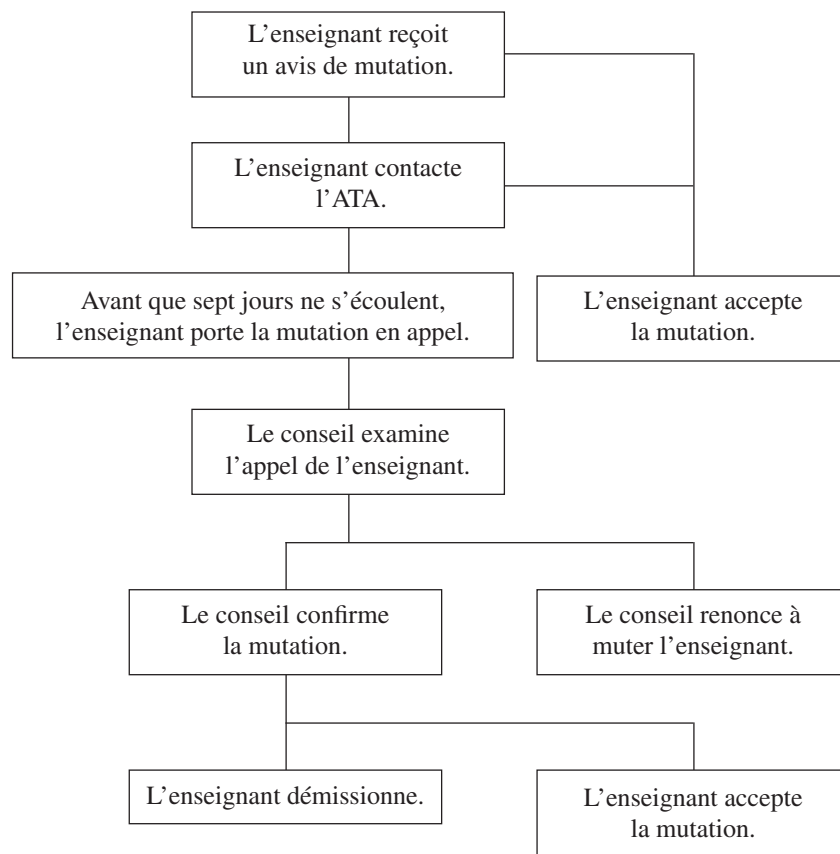 L’enseignant reçoit
un avis de mutation.
L’enseignant contacte
l’ATA.
Avant que sept jours ne s’écoulent,
l’enseignant porte la mutation en appel.
L’enseignant accepte
la mutation.
Le conseil examine
l’appel de l’enseignant.
Le conseil confirme
la mutation.
Le conseil renonce à
muter l’enseignant.
L’enseignant démissionne.
L’enseignant accepte
la mutation.